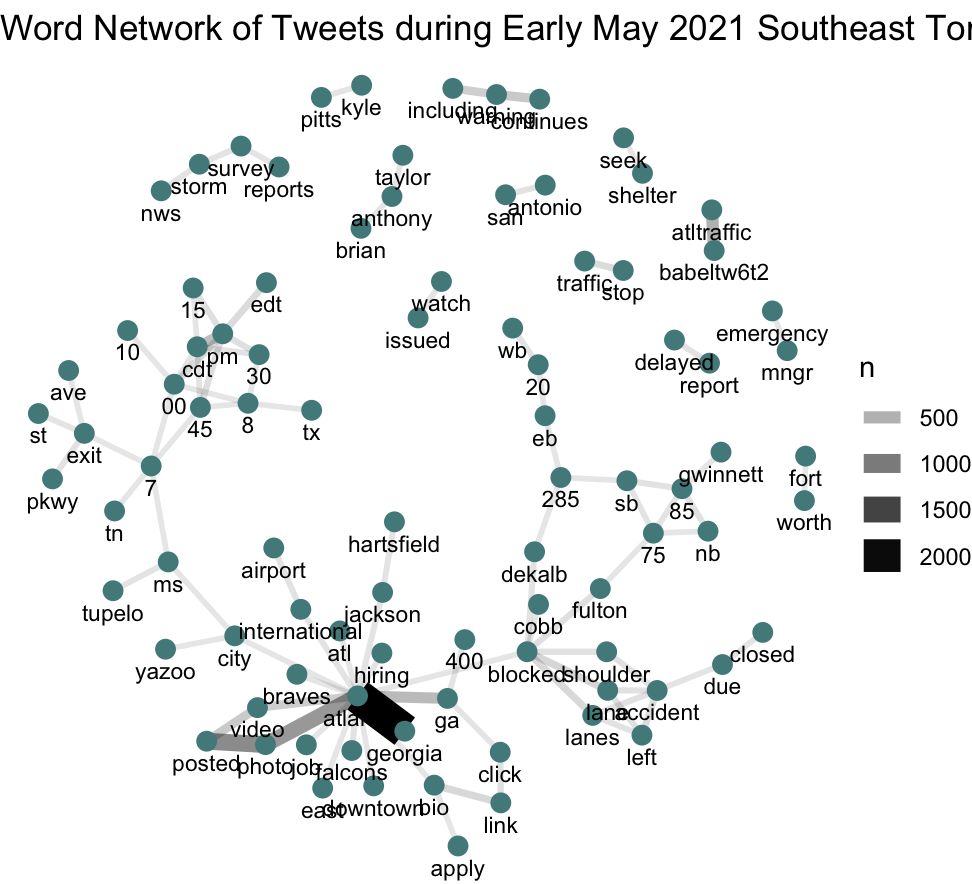 Word Network of Tweets during Early May 2021 Southeast Tor
pitts
kyle
including
warning
continues
nws
storm
survey
reports
taylor
anthony
brian
san
antonio
seek
shelter
atltraffic
babeltw6t2
traffic
stop
watch
issued
15
edt
10
cdt
pm
30
00
45
8
tx
ave
st
exit
pkwy
7
tn
wb
20
eb
285
sb
85
gwinnett
75
nb
delayed
report
emergency
mngr
fort
worth
n
500
1000
1500
2000
hartsfield
airport
international
jackson
atl
hiring
ms
tupelo
yazoo
city
dekalb
cobb
fulton
400
blocked
shoulder
lane
accident
lanes
left
due
closed
braves
video
posted
photo
job
falcons
east
downtown
georgia
ga
click
bio
link
apply